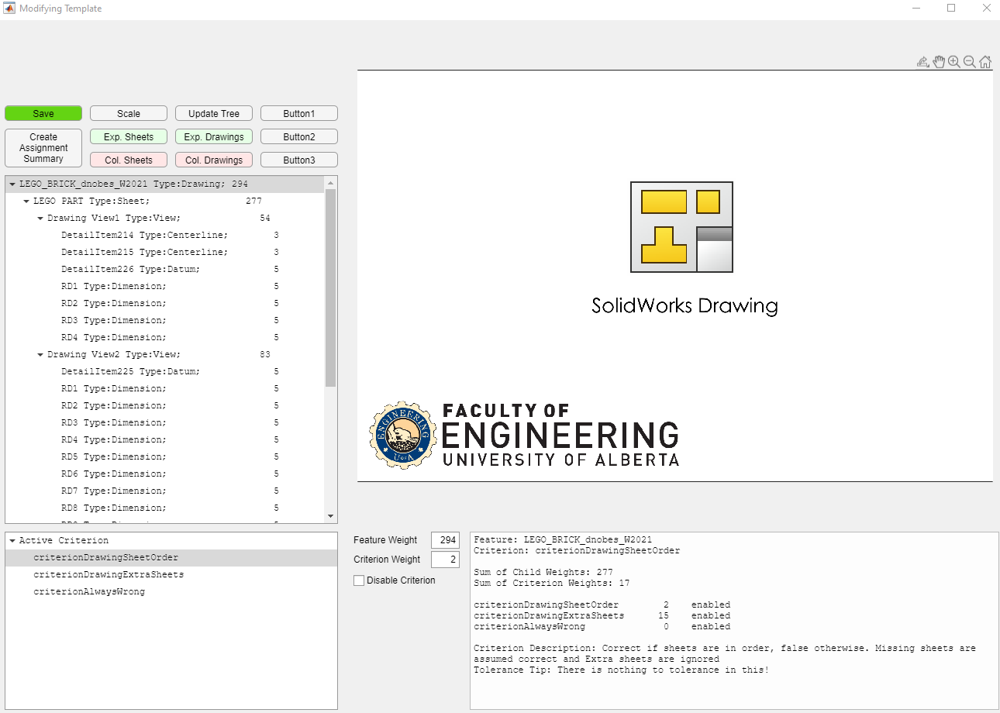 Modifying Template
Save Scale Update Tree Button1
Create Assignment Summary
Exp. Sheets Exp. Drawings Button2
Col. Sheets Col. Drawings Button3
LEGO_BRICK_dnobes_W2021 Type:Drawing; 294
LEGO PART Type:Sheet; 277
Drawing View1 Type:View; 54
DetailItem214 Type:Centerline; 3
DetailItem215 Type:Centerline; 3
DetailItem226 Type:Datum; 5
RD1 Type:Dimension; 5
RD2 Type:Dimension; 5
RD3 Type:Dimension; 5
RD4 Type:Dimension; 5
Drawing View2 Type:View; 83
DetailItem225 Type:Datum; 5
RD1 Type:Dimension; 5
RD2 Type:Dimension; 5
RD3 Type:Dimension; 5
RD4 Type:Dimension; 5
RD5 Type:Dimension; 5
RD6 Type:Dimension; 5
RD7 Type:Dimension; 5
RD8 Type:Dimension; 5
SolidWorks Drawing
ENGINEERING
U of A
FACULTY OF
ENGINEERING
UNIVERSITY OF ALBERTA
Active Criterion
criterionDrawingSheetOrder
criterionDrawingExtraSheets
criterionAlwaysWrong
Feature Weight 294
Criterion Weight 2
Disable Criterion
Feature: LEGO_BRICK_dnobes_W2021
Criterion: criterionDrawingSheetOrder
Sum of Child Weights: 277
Sum of Criterion Weights: 17
criterionDrawingSheetOrder 2 enabled
criterionDrawingExtraSheets 15 enabled
criterionAlwaysWrong 0 enabled
Criterion Description: Correct if sheets are in order, false otherwise. Missing sheets are
assumed correct and Extra sheets are ignored
Tolerance Tip: There is nothing to tolerance in this!